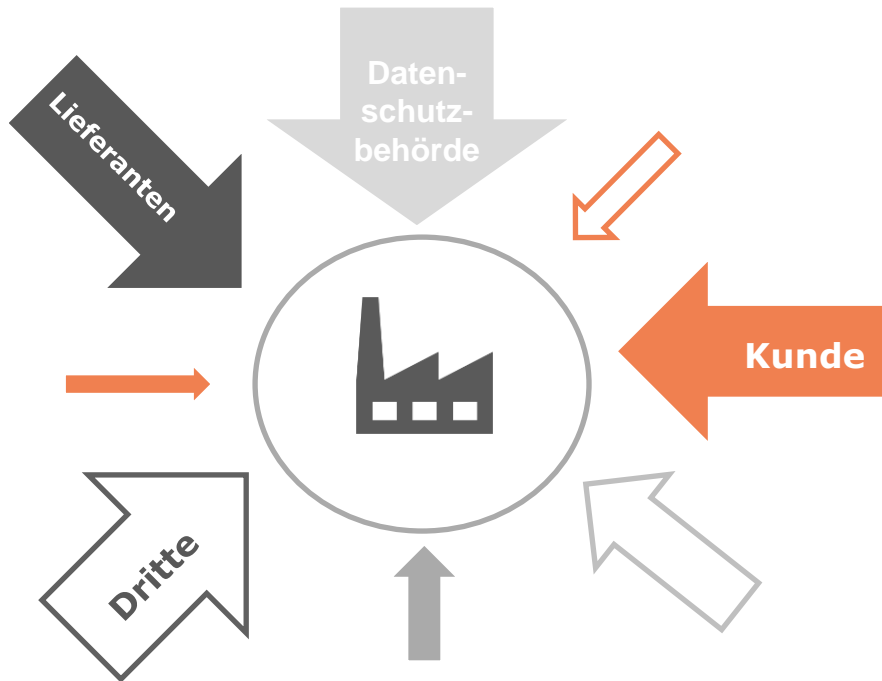 Daten-
schutz-
behörde
Lieferanten
Kunde
Dritte